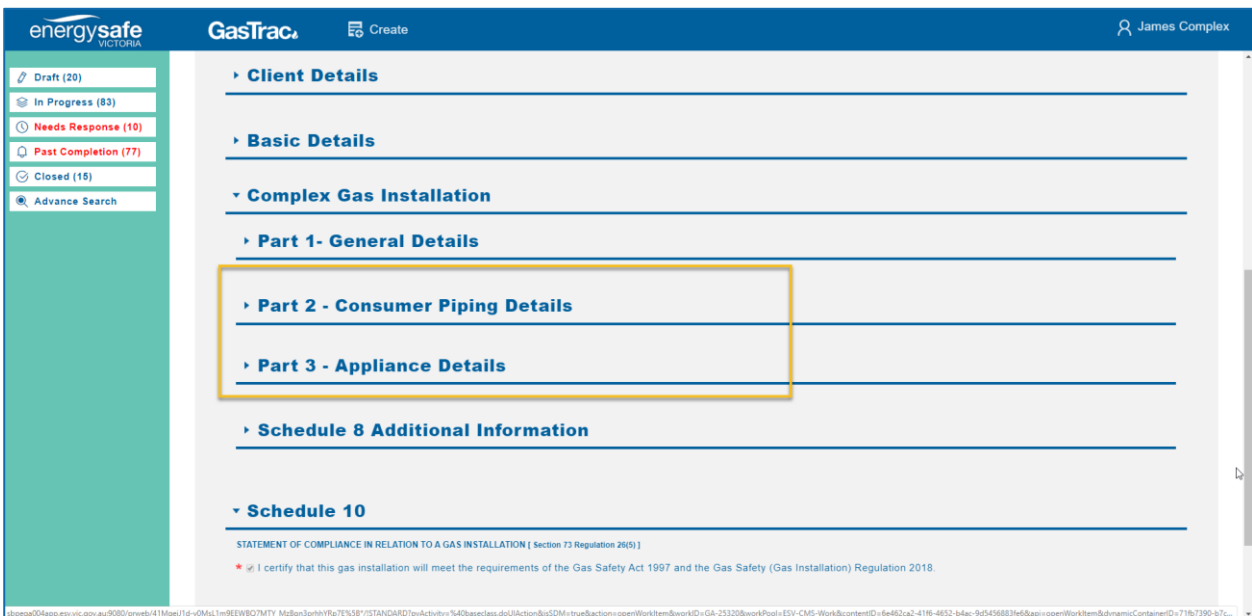 energysafe
VICTORIA
GasTrac
Create
James Complex
Draft (20)
In Progress (83)
Needs Response (10)
Past Completion (77)
Closed (15)
Advance Search
Client Details
Basic Details
Complex Gas Installation
Part 1- General Details
Part 2 - Consumer Piping Details
Part 3 - Appliance Details
Schedule 8 Additional Information
Schedule 10
STATEMENT OF COMPLIANCE IN RELATION TO A GAS INSTALLATION [ Section 73 Regulation 26(5) ]
* I certify that this gas installation will meet the requirements of the Gas Safety Act 1997 and the Gas Safety (Gas Installation) Regulation 2018.